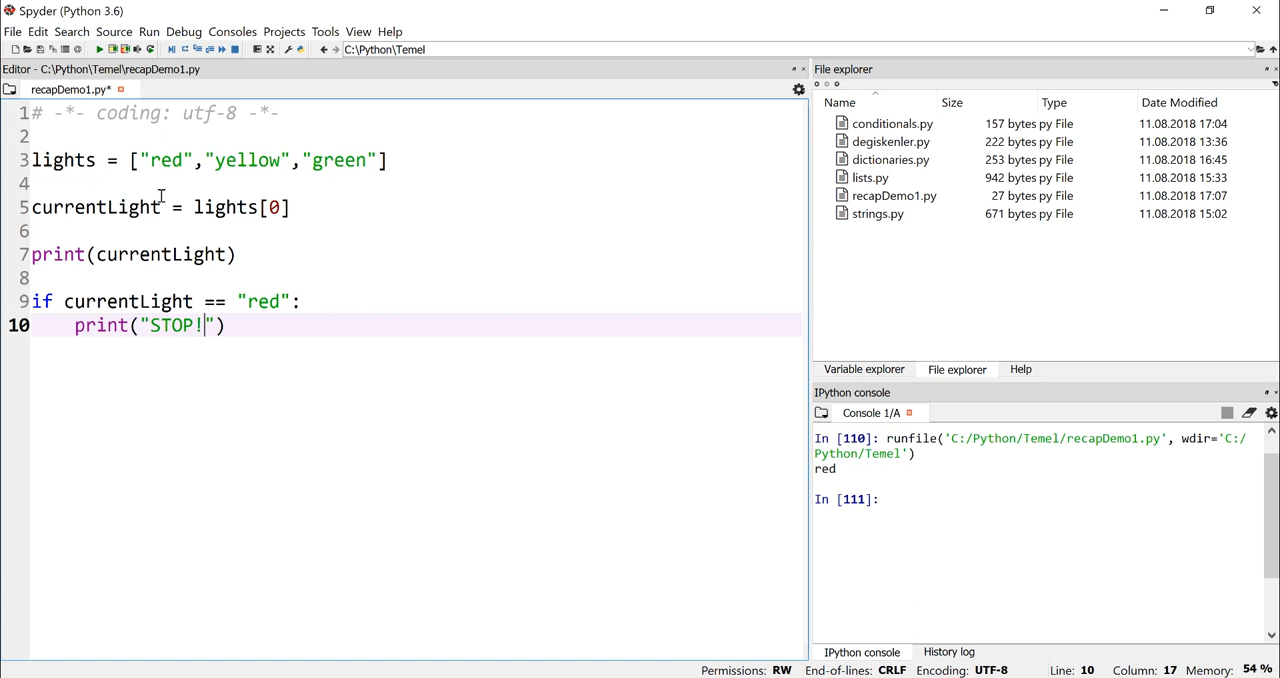 Spyder (Python 3.6)
File Edit Search Source Run Debug Consoles Projects Tools View Help
C:\Python\Temel
Editor - C:\Python\Temel\recapDemo1.py
recapDemo1.py*
1 # -*- coding: utf-8 -*-
2
3 lights = ["red","yellow","green"]
4
5 currentLight = lights[0]
6
7 print(currentLight)
8
9 if currentLight == "red":
10     print("STOP!")
File explorer
Name Size Type Date Modified
conditionals.py 157 bytes py File 11.08.2018 17:04
degiskenler.py 222 bytes py File 11.08.2018 13:36
dictionaries.py 253 bytes py File 11.08.2018 16:45
lists.py 942 bytes py File 11.08.2018 15:33
recapDemo1.py 27 bytes py File 11.08.2018 17:07
strings.py 671 bytes py File 11.08.2018 15:02
Variable explorer File explorer Help
IPython console
Console 1/A
In [110]: runfile('C:/Python/Temel/recapDemo1.py', wdir='C:/
Python/Temel')
red
In [111]:
IPython console History log
Permissions: RW End-of-lines: CRLF Encoding: UTF-8 Line: 10 Column: 17 Memory: 54 %